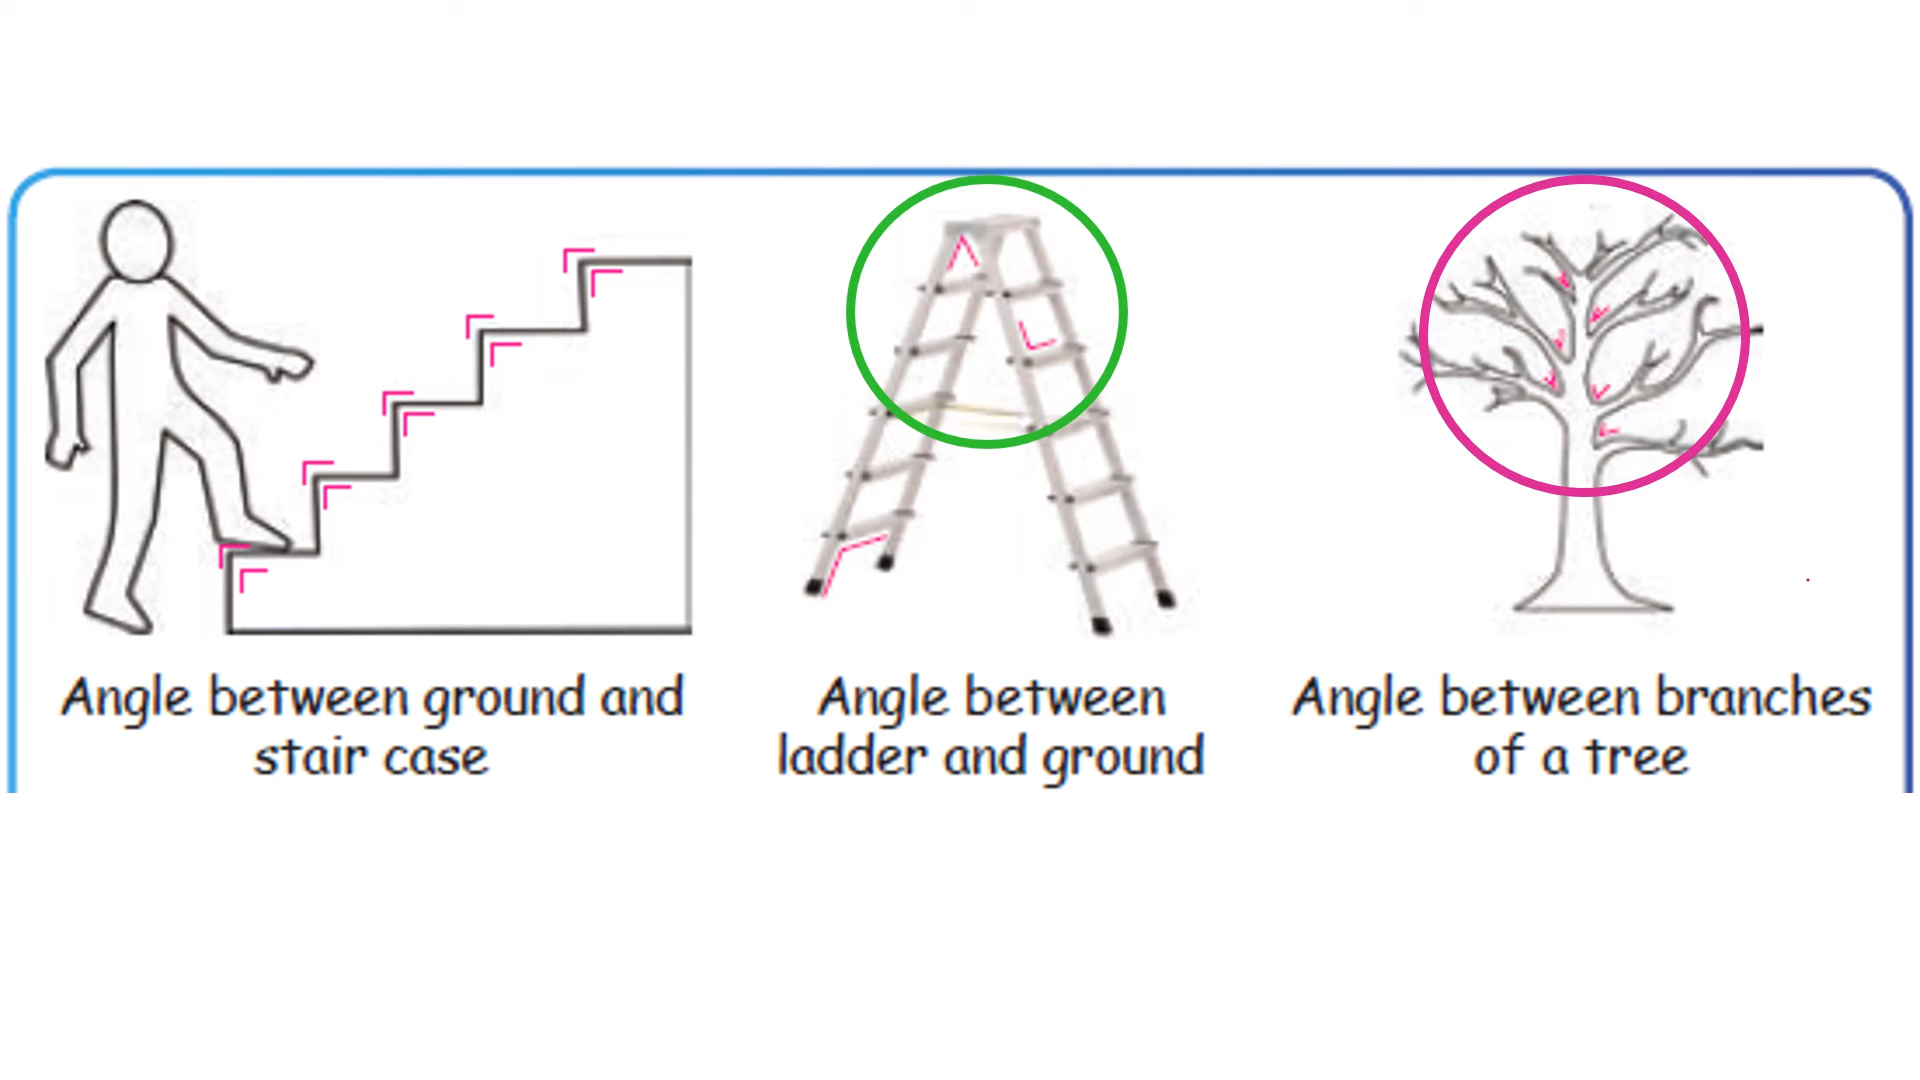 Angle between ground and
stair case
Angle between
ladder and ground
Angle between branches
of a tree